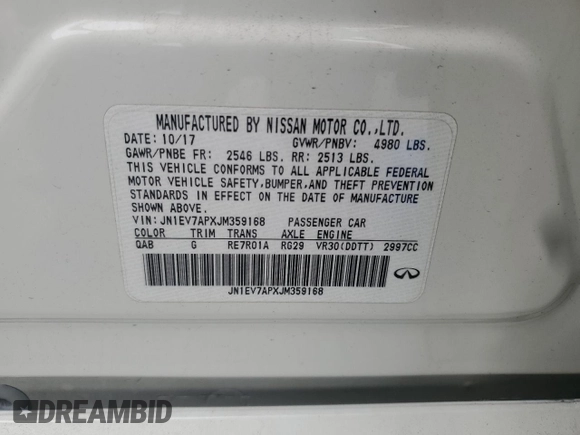 MANUFACTURED BY NISSAN MOTOR CO.,LTD.
DATE: 10/17 GVWR/PNBV: 4980 LBS.
GAWR/PNBE FR: 2546 LBS. RR: 2513 LBS.
THIS VEHICLE CONFORMS TO ALL APPLICABLE FEDERAL
MOTOR VEHICLE SAFETY,BUMPER,AND THEFT PREVENTION
STANDARDS IN EFFECT ON THE DATE OF MANUFACTURE
SHOWN ABOVE.
VIN: JN1EV7APXJM359168 PASSENGER CAR
COLOR TRIM TRANS AXLE ENGINE
QAB G RE7R01A RG29 VR30(DDTT) 2997CC
JN1EV7APXJM359168
DREAMBID